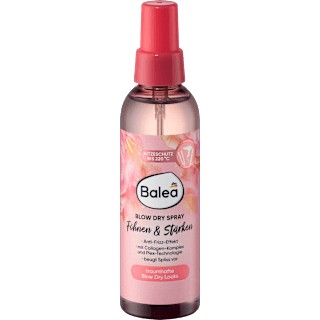 HITZESCHUTZ
BIS 220°C
Balea
BLOW DRY SPRAY
Föhnen & Stärken
Anti-Frizz-Effekt
mit Collagen-Komplex
und Plex-Technologie
beugt Spliss vor
traumhafte
Blow Dry Looks